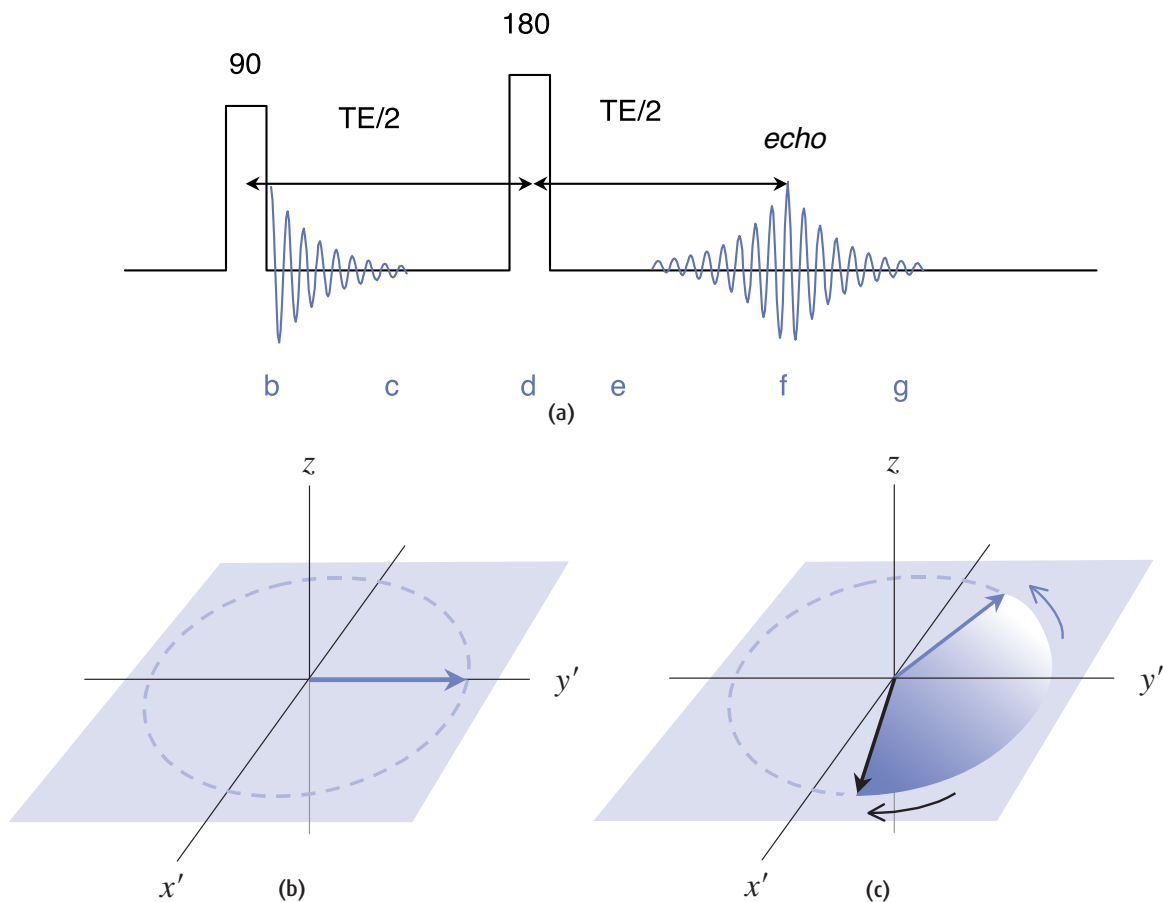 180
90
TE/2
TE/2
echo
b c d e f g
(a)
z
z
y′
y′
x′
(b)
x′
(c)